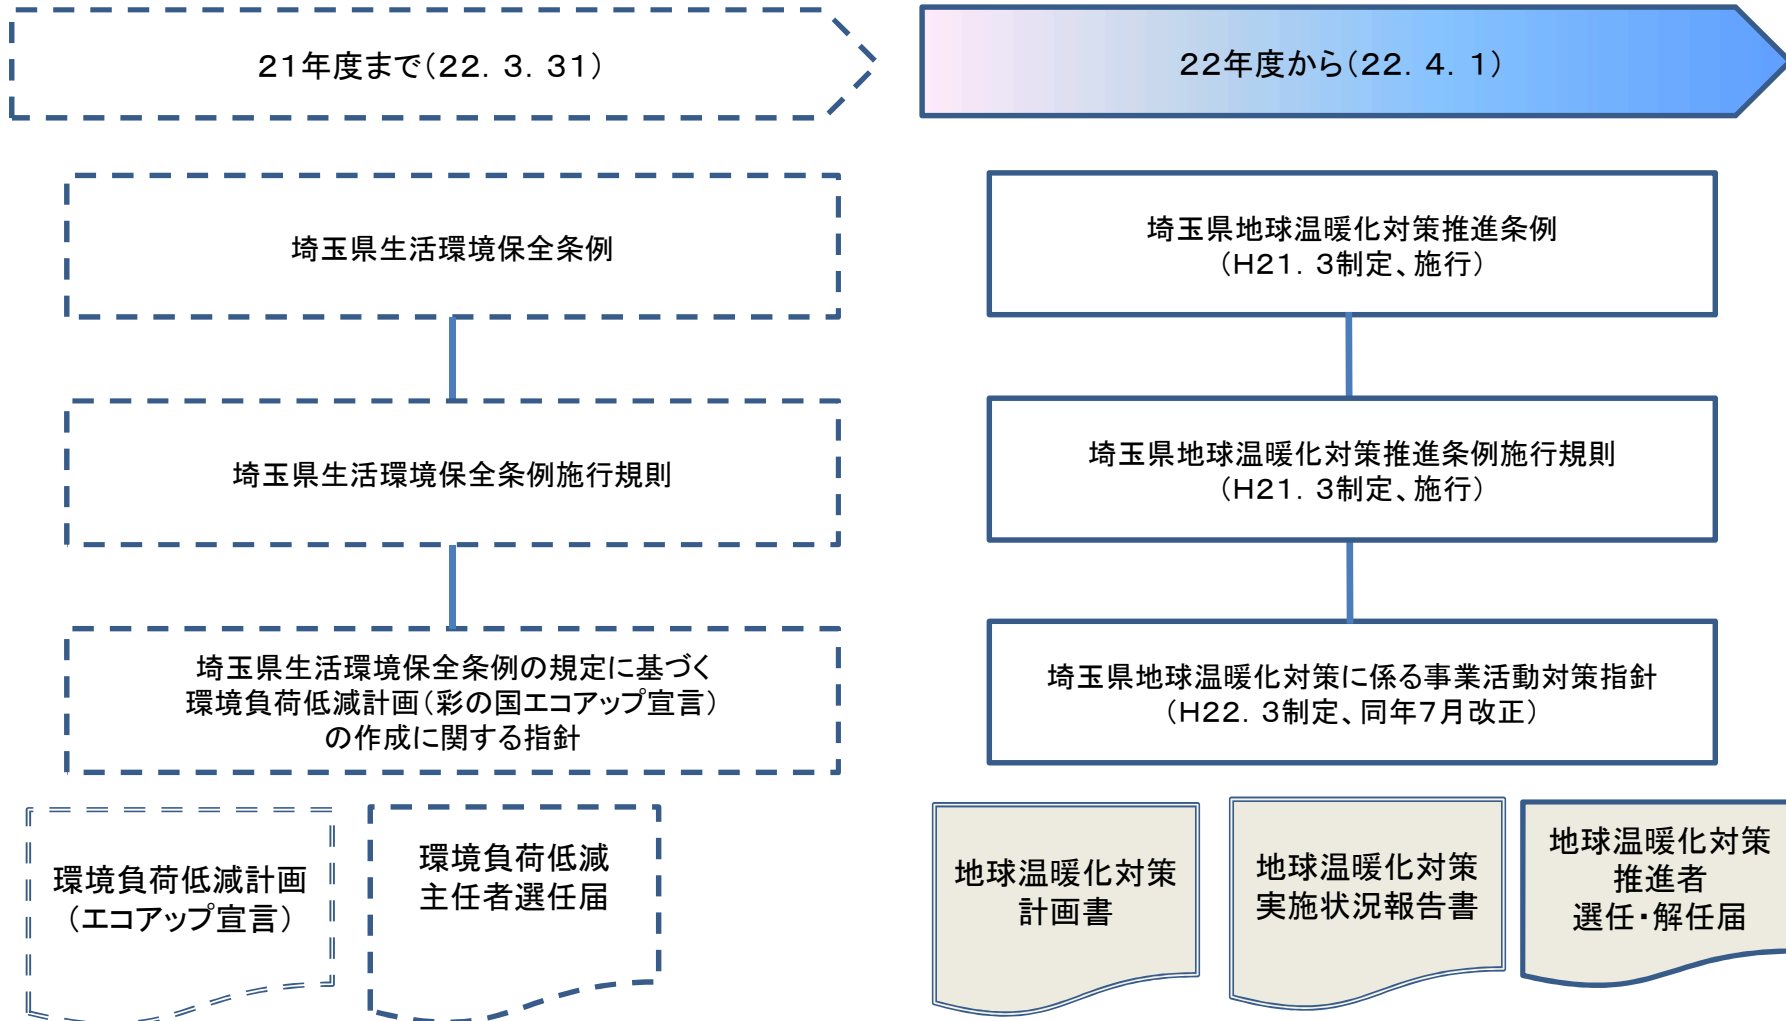 21年度まで(22．3．31)
22年度から(22．4．1)
埼玉県生活環境保全条例
埼玉県生活環境保全条例施行規則
埼玉県生活環境保全条例の規定に基づく
環境負荷低減計画(彩の国エコアップ宣言)
の作成に関する指針
環境負荷低減計画
(エコアップ宣言)
環境負荷低減
主任者選任届
埼玉県地球温暖化対策推進条例
(H21．3制定、施行)
埼玉県地球温暖化対策推進条例施行規則
(H21．3制定、施行)
埼玉県地球温暖化対策に係る事業活動対策指針
(H22．3制定、同年7月改正)
地球温暖化対策
計画書
地球温暖化対策
実施状況報告書
地球温暖化対策
推進者
選任・解任届